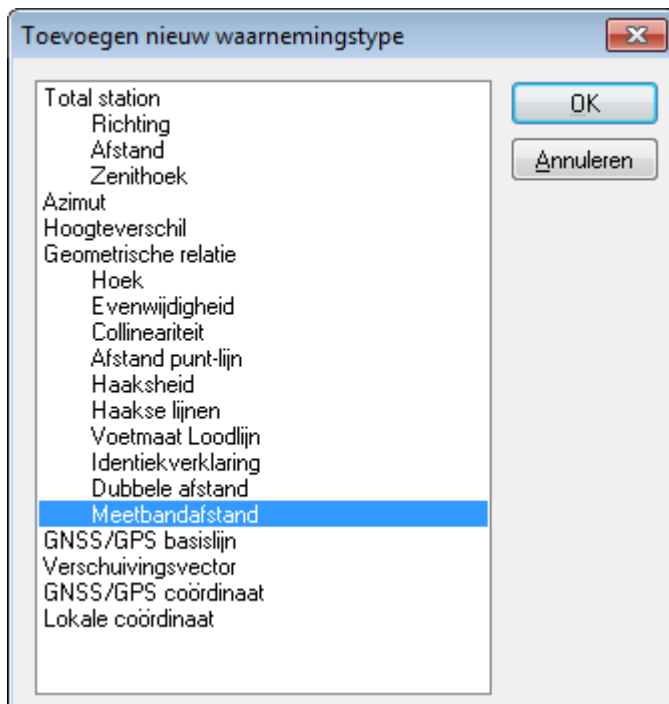 Toevoegen nieuw waarnemingstype
Total station
Richting
Afstand
Zenithoek
Azimut
Hoogteverschil
Geometrische relatie
Hoek
Evenwijdigheid
Collineariteit
Afstand punt-lijn
Haaksheid
Haakse lijnen
Voetmaat Loodlijn
Identiekverklaring
Dubbele afstand
Meetbandafstand
GNSS/GPS basislijn
Verschuivingsvector
GNSS/GPS coördinaat
Lokale coördinaat
OK
Annuleren